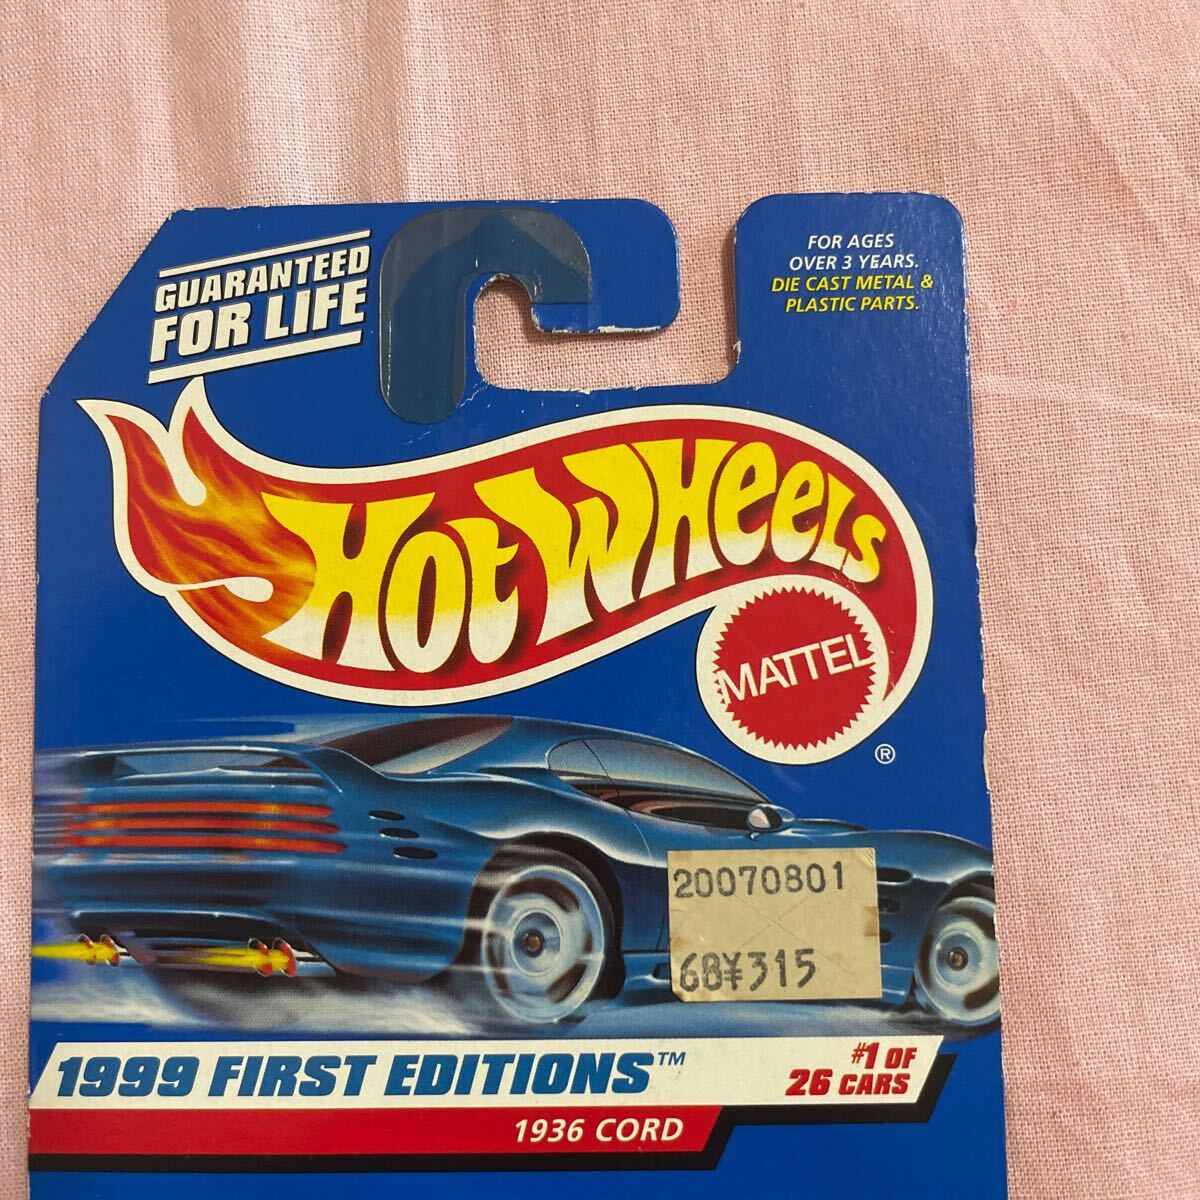 GUARANTEED
FOR LIFE
FOR AGES
OVER 3 YEARS.
DIE CAST METAL &
PLASTIC PARTS.
HOT WHEELS
MATTEL
®
20070801
68¥315
1999 FIRST EDITIONS™
#1 OF
26 CARS
1936 CORD